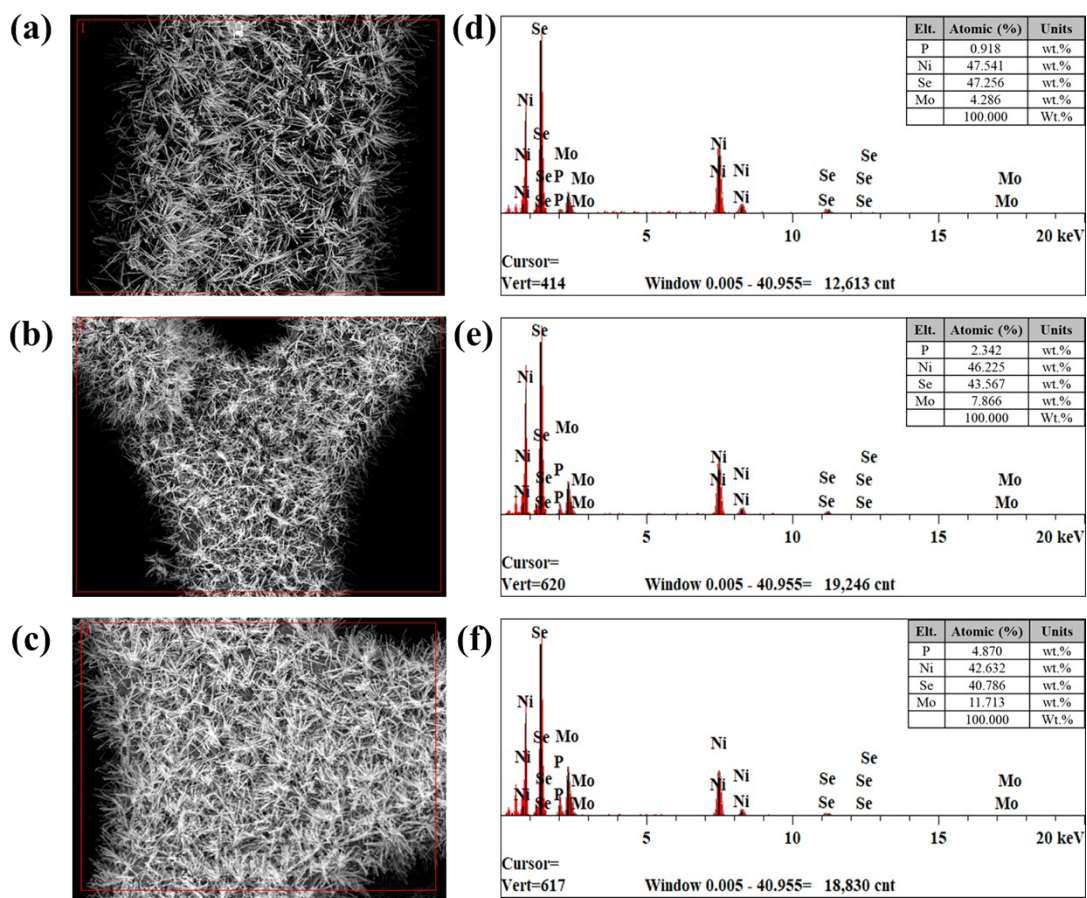 (a)
(d)
Se
Ni
Se
Ni
Mo
Se
P
Mo
Ni
Se
P
Mo
Ni
Ni
Ni
Ni
Se
Se
Se
Se
Se
Mo
Mo
5 10 15 20 keV
Cursor=
Vert=414 Window 0.005 - 40.955= 12,613 cnt
Elt. Atomic (%) Units
P 0.918 wt.%
Ni 47.541 wt.%
Se 47.256 wt.%
Mo 4.286 wt.%
100.000 Wt.%
(b)
(e)
Se
Ni
Se
Mo
Ni
Se
P
Mo
Ni
Se
P
Mo
Ni
Ni
Ni
Ni
Se
Se
Se
Se
Se
Mo
Mo
5 10 15 20 keV
Cursor=
Vert=620 Window 0.005 - 40.955= 19,246 cnt
Elt. Atomic (%) Units
P 2.342 wt.%
Ni 46.225 wt.%
Se 43.567 wt.%
Mo 7.866 wt.%
100.000 Wt.%
(c)
(f)
Se
Ni
Se
Mo
Ni
Se
P
Mo
Ni
Se
P
Mo
Ni
Ni
Ni
Ni
Se
Se
Se
Se
Se
Mo
Mo
5 10 15 20 keV
Cursor=
Vert=617 Window 0.005 - 40.955= 18,830 cnt
Elt. Atomic (%) Units
P 4.870 wt.%
Ni 42.632 wt.%
Se 40.786 wt.%
Mo 11.713 wt.%
100.000 Wt.%